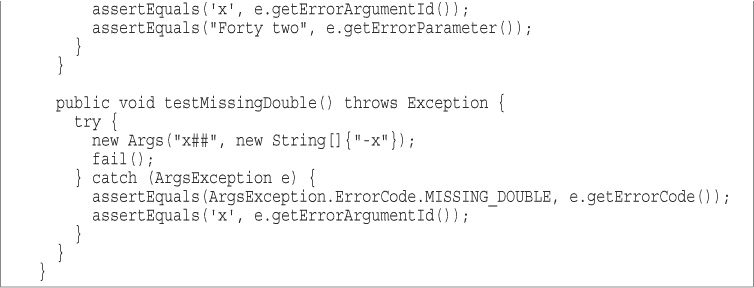 assertEquals('x', e.getErrorArgumentId());
assertEquals("Forty two", e.getErrorParameter());
}
}
public void testMissingDouble() throws Exception {
try {
new Args("x##", new String[]{"-x"});
fail();
} catch (ArgsException e) {
assertEquals(ArgsException.ErrorCode.MISSING_DOUBLE, e.getErrorCode());
assertEquals('x', e.getErrorArgumentId());
}
}
}